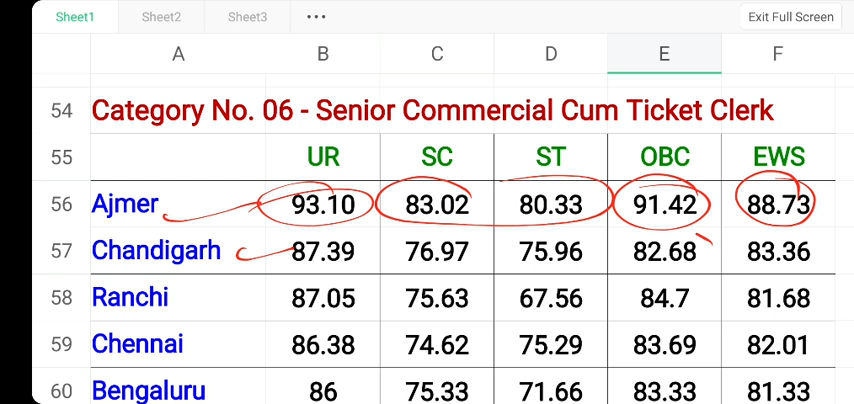 Sheet1 Sheet2 Sheet3 ••• Exit Full Screen
A B C D E F
54 Category No. 06 - Senior Commercial Cum Ticket Clerk
55 UR SC ST OBC EWS
56 Ajmer 93.10 83.02 80.33 91.42 88.73
57 Chandigarh 87.39 76.97 75.96 82.68 83.36
58 Ranchi 87.05 75.63 67.56 84.7 81.68
59 Chennai 86.38 74.62 75.29 83.69 82.01
60 Bengaluru 86 75.33 71.66 83.33 81.33